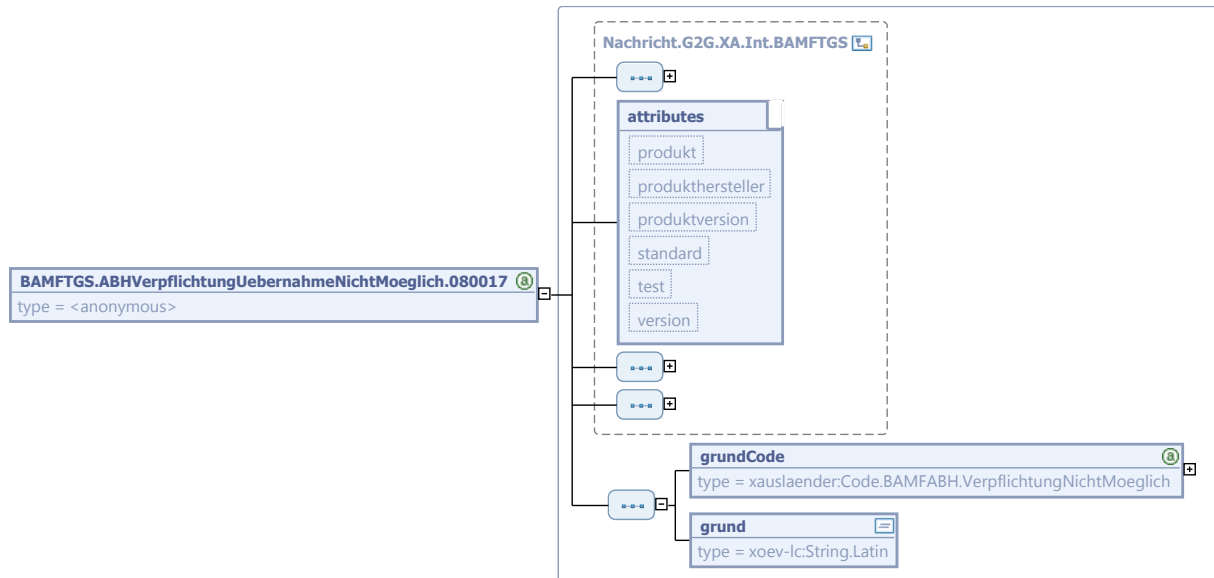 Nachricht.G2G.XA.Int.BAMFTGS
attributes
produkt
produkthersteller
produktversion
standard
test
version
BAMFTGS.ABHVerpflichtungUebernahmeNichtMoeglich.080017
type = <anonymous>
grundCode
type = xauslaender:Code.BAMFABH.VerpflichtungNichtMoeglich
grund
type = xoev-lc:String.Latin